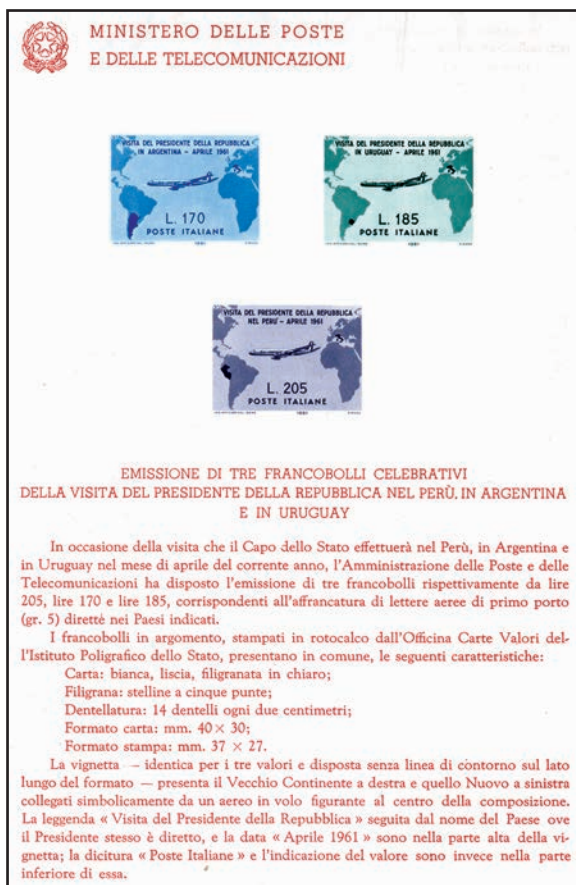 MINISTERO DELLE POSTE
E DELLE TELECOMUNICAZIONI
VISITA DEL PRESIDENTE DELLA REPUBBLICA
IN ARGENTINA - APRILE 1961
L. 170
POSTE ITALIANE
1961
VISITA DEL PRESIDENTE DELLA REPUBBLICA
IN URUGUAY - APRILE 1961
L. 185
POSTE ITALIANE
1961
VISITA DEL PRESIDENTE DELLA REPUBBLICA
NEL PERU' - APRILE 1961
L. 205
POSTE ITALIANE
1961
EMISSIONE DI TRE FRANCOBOLLI CELEBRATIVI
DELLA VISITA DEL PRESIDENTE DELLA REPUBBLICA NEL PERÙ, IN ARGENTINA
E IN URUGUAY
In occasione della visita che il Capo dello Stato effettuerà nel Perù, in Argentina e
in Uruguay nel mese di aprile del corrente anno, l'Amministrazione delle Poste e delle
Telecomunicazioni ha disposto l'emissione di tre francobolli rispettivamente da lire
205, lire 170 e lire 185, corrispondenti all'affrancatura di lettere aeree di primo porto
(gr. 5) dirette nei Paesi indicati.
I francobolli in argomento, stampati in rotocalco dall'Officina Carte Valori del-
l'Istituto Poligrafico dello Stato, presentano in comune, le seguenti caratteristiche:
Carta: bianca, liscia, filigranata in chiaro;
Filigrana: stelline a cinque punte;
Dentellatura: 14 dentelli ogni due centimetri;
Formato carta: mm. 40 × 30;
Formato stampa: mm. 37 × 27.
La vignetta — identica per i tre valori e disposta senza linea di contorno sul lato
lungo del formato — presenta il Vecchio Continente a destra e quello Nuovo a sinistra
collegati simbolicamente da un aereo in volo figurante al centro della composizione.
La leggenda « Visita del Presidente della Repubblica » seguita dal nome del Paese ove
il Presidente stesso è diretto, e la data « Aprile 1961 » sono nella parte alta della vi-
gnetta; la dicitura « Poste Italiane » e l'indicazione del valore sono invece nella parte
inferiore di essa.